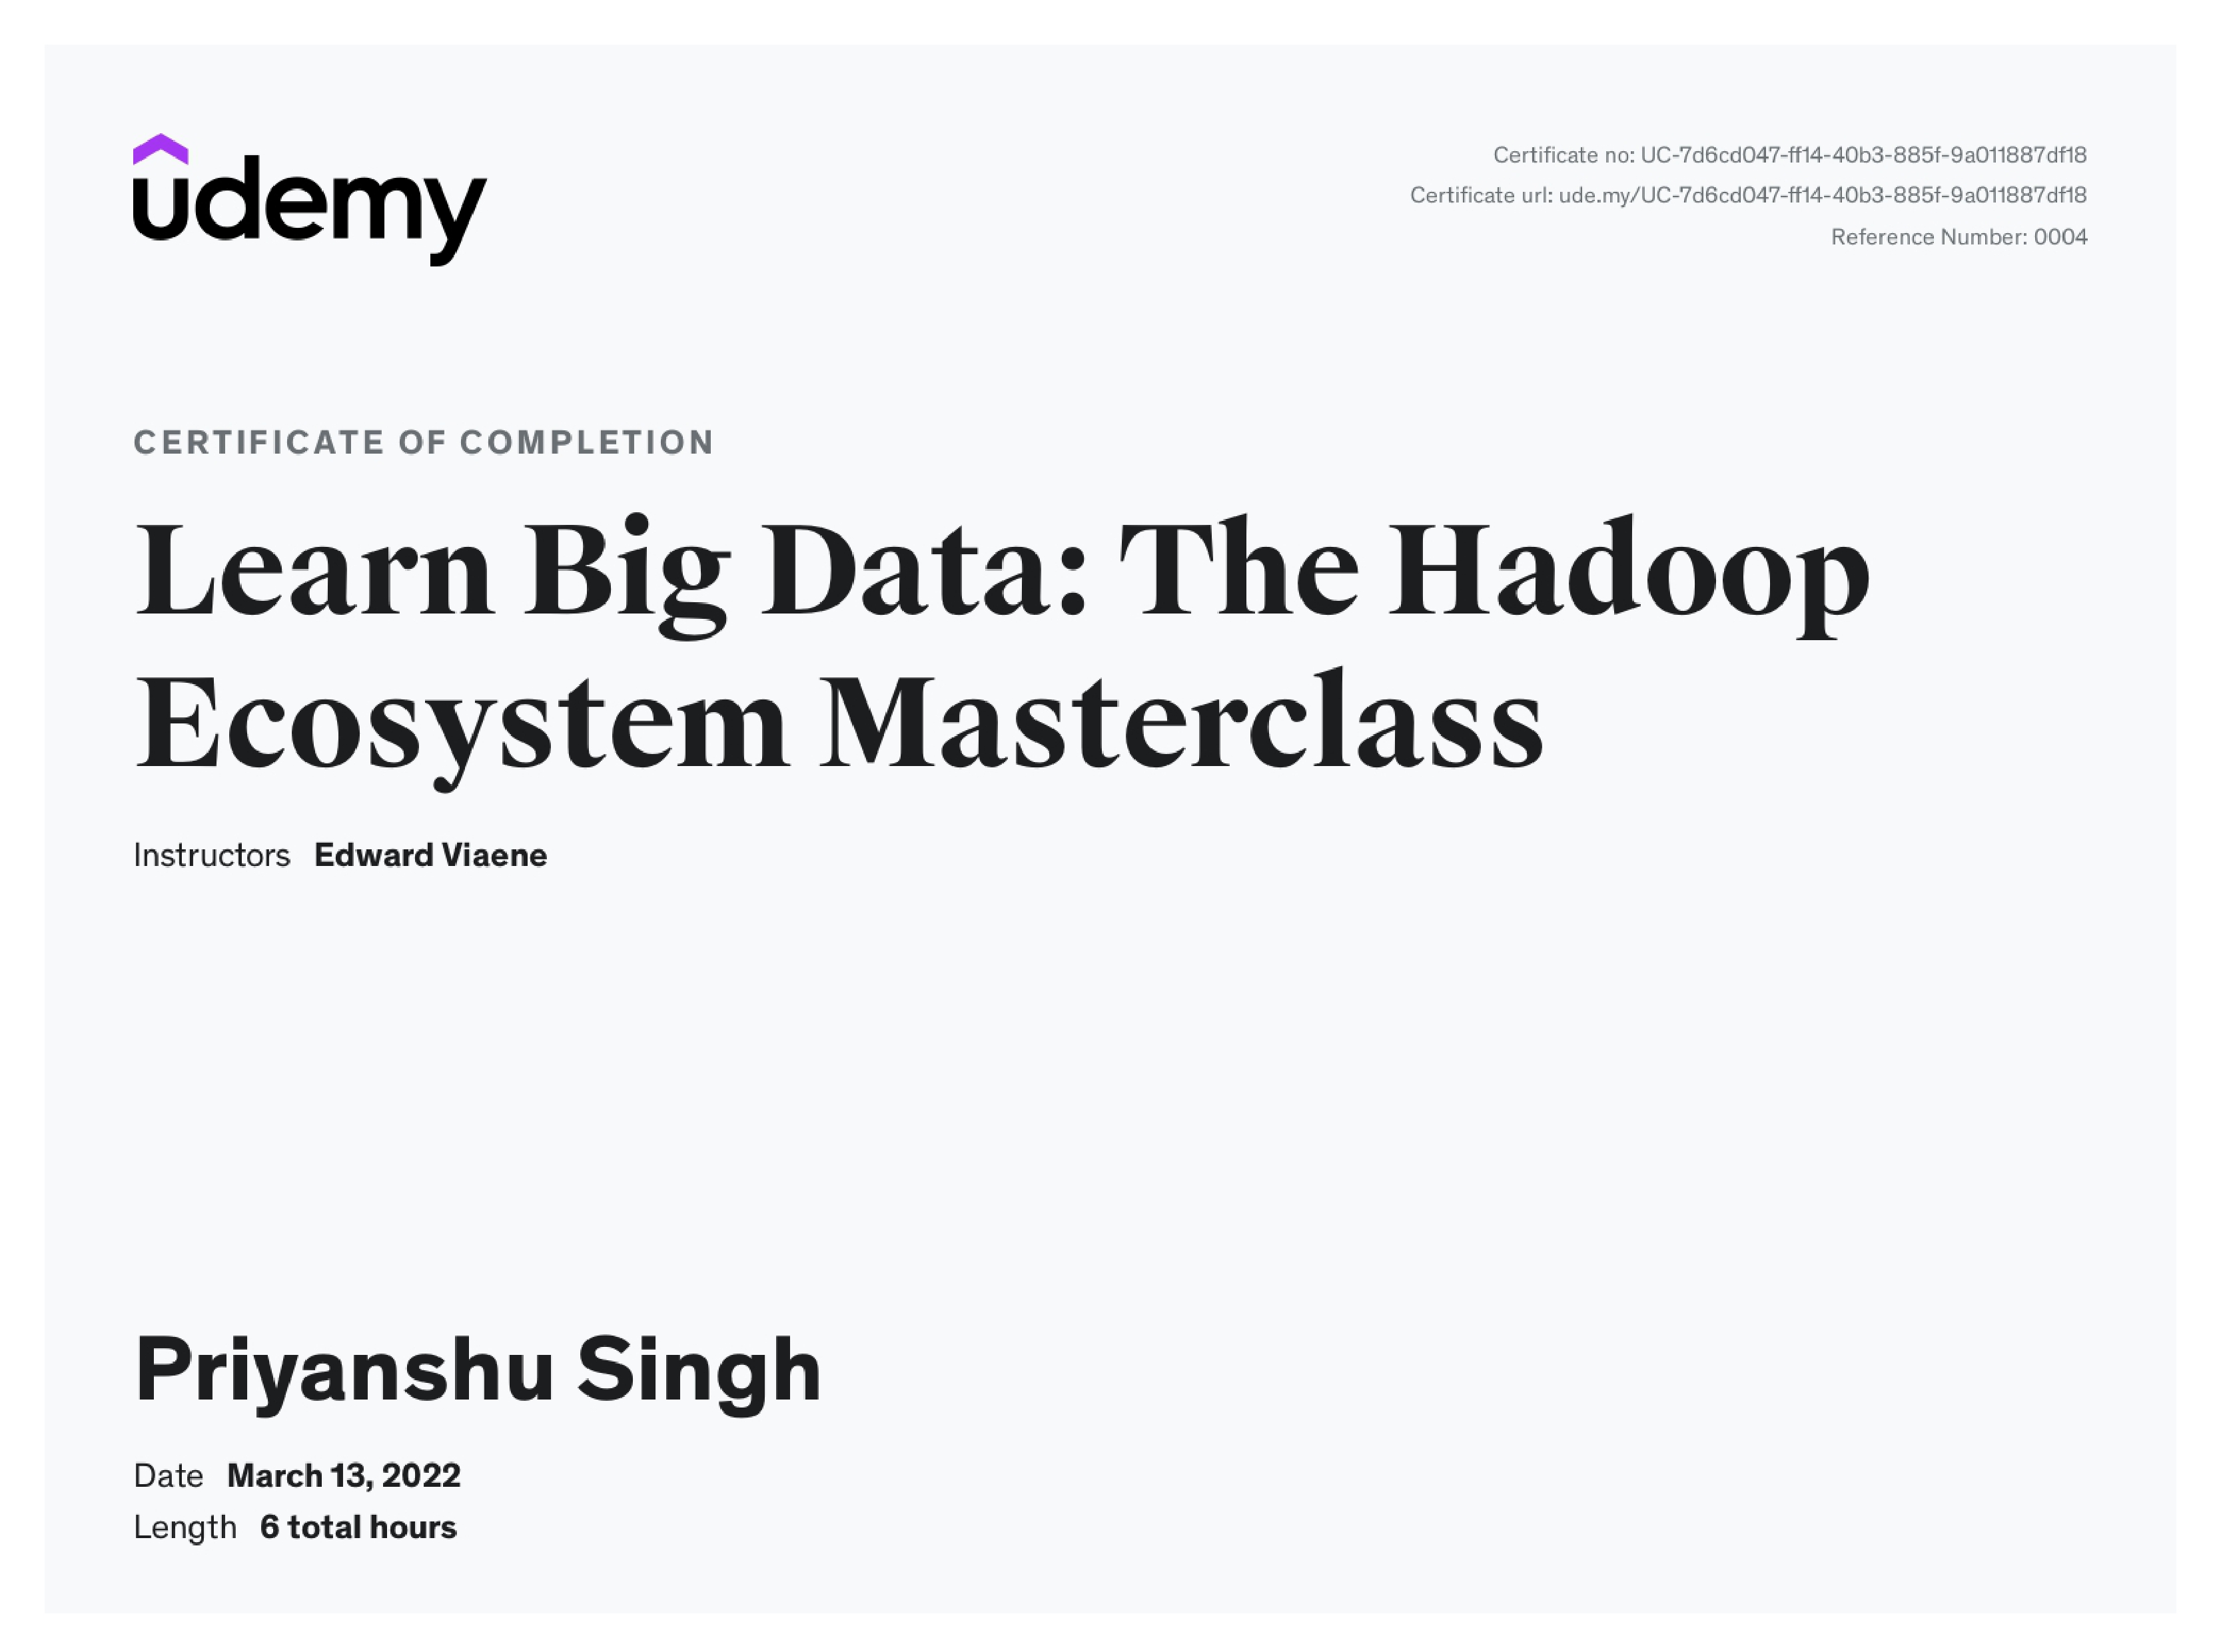 udemy
Certificate no: UC-7d6cd047-ff14-40b3-885f-9a011887df18
Certificate url: ude.my/UC-7d6cd047-ff14-40b3-885f-9a011887df18
Reference Number: 0004
CERTIFICATE OF COMPLETION
Learn Big Data: The Hadoop
Ecosystem Masterclass
Instructors Edward Viaene
Priyanshu Singh
Date March 13, 2022
Length 6 total hours